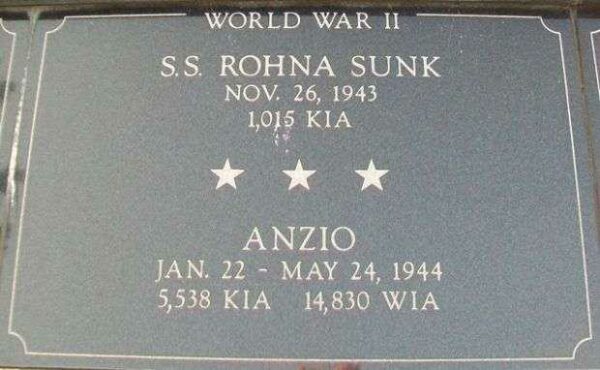 WORLD WAR II
S.S. ROHNA SUNK
NOV. 26, 1943
1,015 KIA
ANZIO
JAN. 22 - MAY 24, 1944
5,538 KIA 14,830 WIA